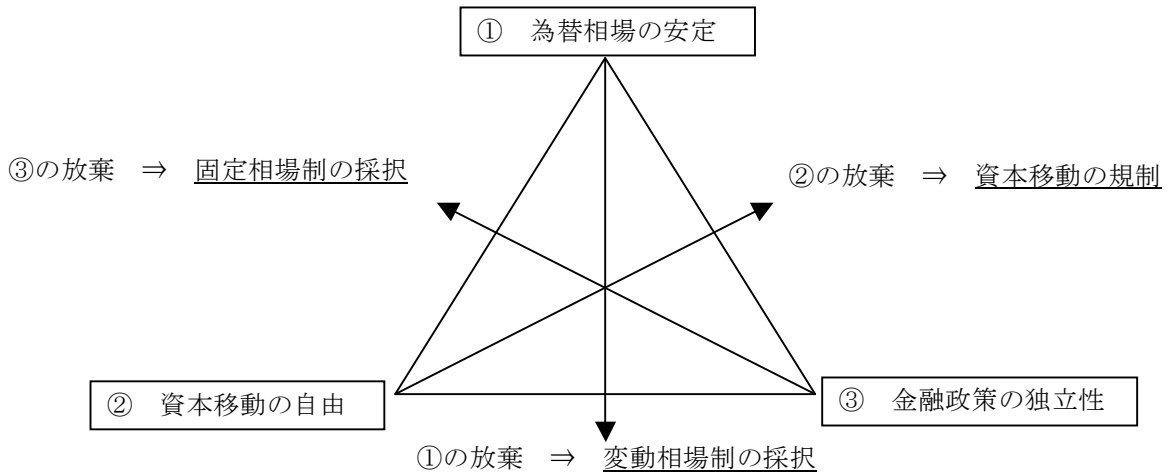 ① 為替相場の安定
③の放棄 ⇒ 固定相場制の採択
②の放棄 ⇒ 資本移動の規制
② 資本移動の自由
③ 金融政策の独立性
①の放棄 ⇒ 変動相場制の採択